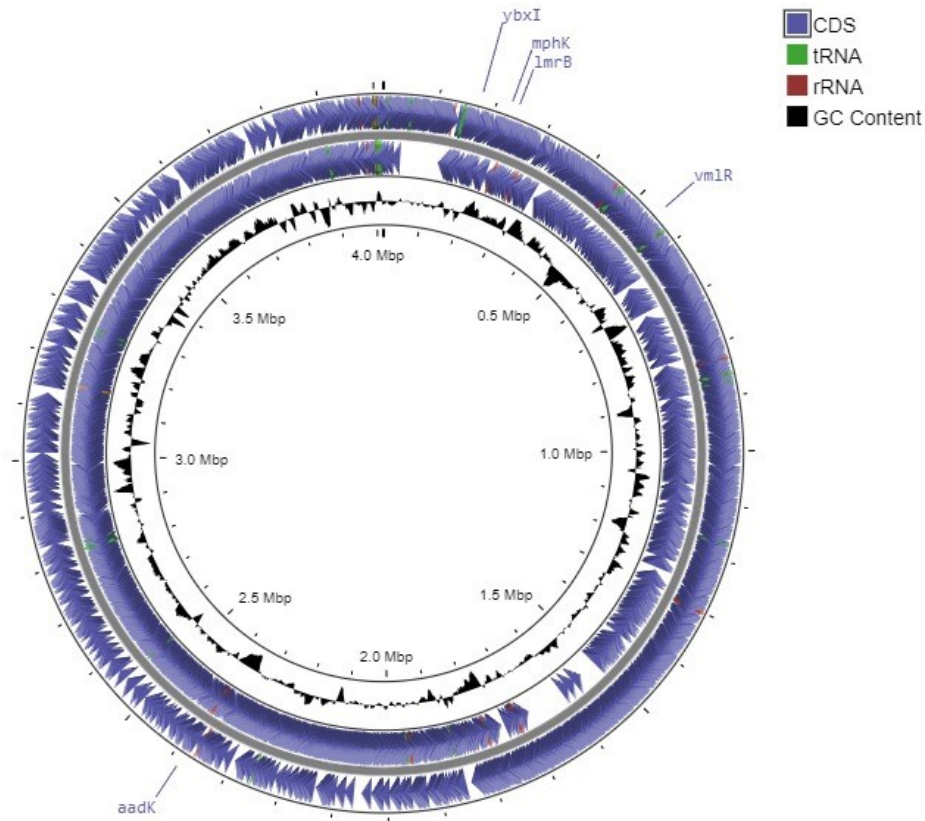 ybxI
mphK
lmrB
vmlR
aadK
CDS
tRNA
rRNA
GC Content
4.0 Mbp
0.5 Mbp
1.0 Mbp
1.5 Mbp
2.0 Mbp
2.5 Mbp
3.0 Mbp
3.5 Mbp